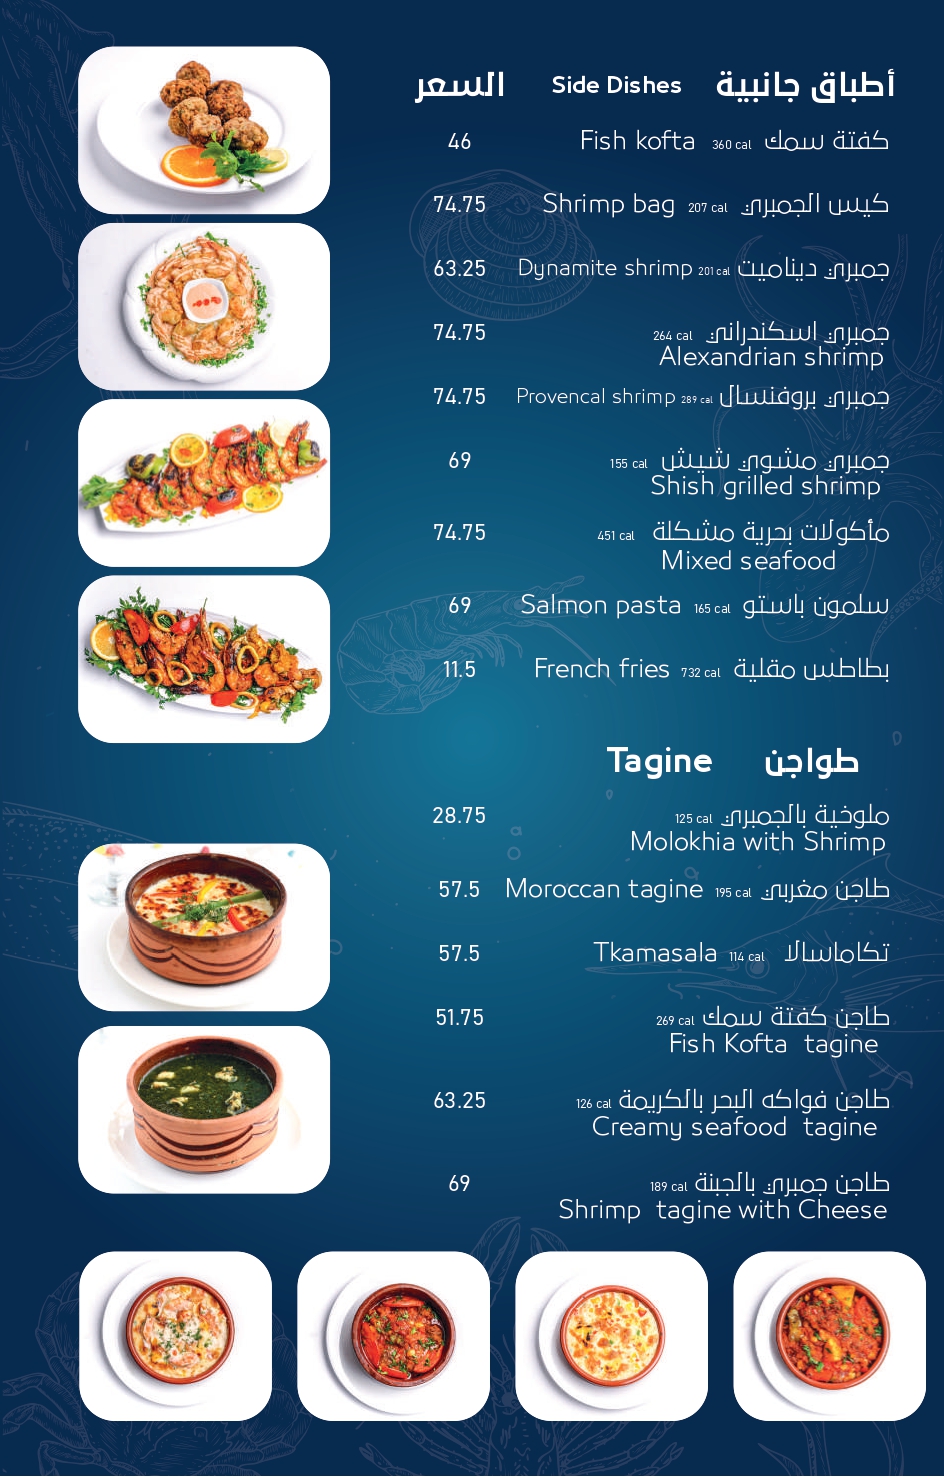 أطباق جانبية Side Dishes السعر
كفتة سمك 360 cal Fish kofta 46
كيس الجمبري 207 cal Shrimp bag 74.75
جمبري ديناميت 201 cal Dynamite shrimp 63.25
جمبري اسكندراني 264 cal 74.75
Alexandrian shrimp
جمبري بروفنسال 289 cal Provencal shrimp 74.75
جمبري مشوي شيش 155 cal 69
Shish grilled shrimp
مأكولات بحرية مشكلة 451 cal 74.75
Mixed seafood
سلمون باستو 165 cal Salmon pasta 69
بطاطس مقلية 732 cal French fries 11.5
طواجن Tagine
ملوخية بالجمبري 125 cal 28.75
Molokhia with Shrimp
طاجن مغربي 195 cal Moroccan tagine 57.5
تكاماسالا 114 cal Tkamasala 57.5
طاجن كفتة سمك 269 cal 51.75
Fish Kofta tagine
طاجن فواكه البحر بالكريمة 126 cal 63.25
Creamy seafood tagine
طاجن جمبري بالجبنة 189 cal 69
Shrimp tagine with Cheese